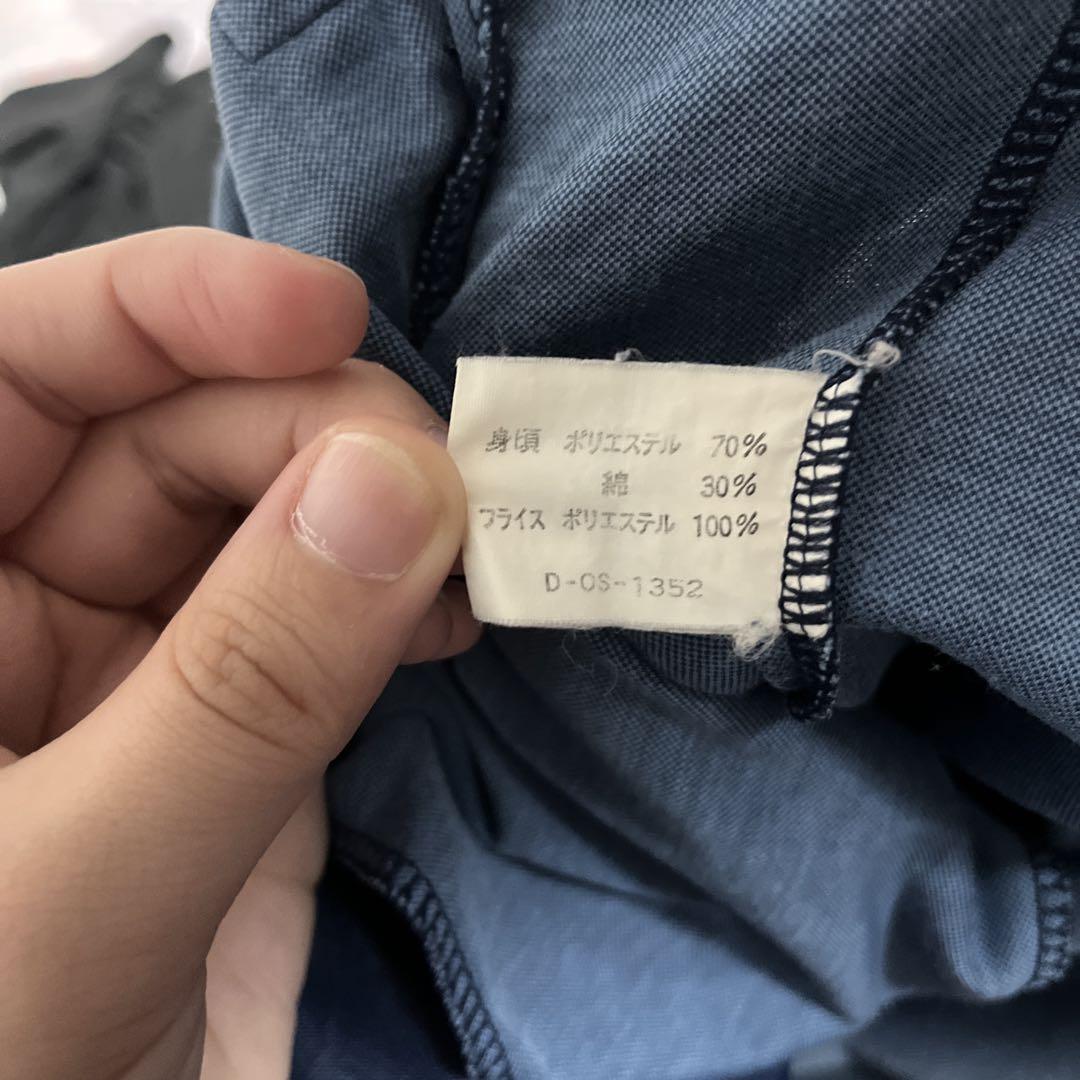 身頃 ポリエステル 70%
綿 30%
フライス ポリエステル 100%
D-OS-1352